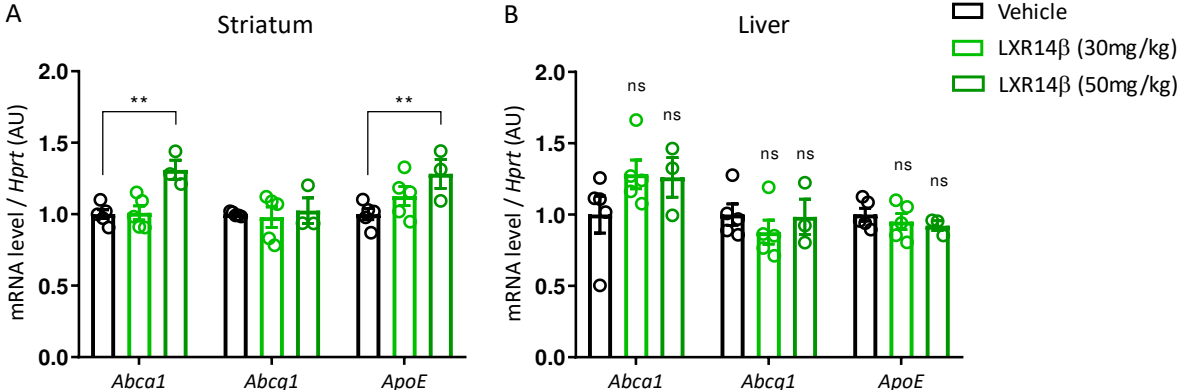 A
Striatum
mRNA level / Hprt (AU)
2.0
1.5
1.0
0.5
0.0
**
**
Abca1
Abcg1
ApoE
B
Liver
mRNA level / Hprt (AU)
2.0
1.5
1.0
0.5
0.0
ns
ns
ns
ns
ns
ns
Abca1
Abcg1
ApoE
Vehicle
LXR14β (30mg/kg)
LXR14β (50mg/kg)